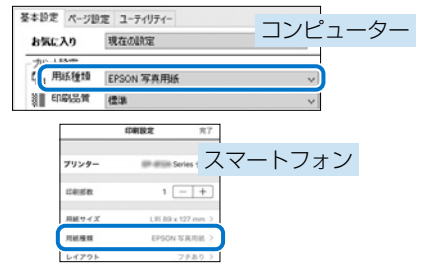 基本設定 ページ設定 ユーティリティー
コンピューター
お気に入り 現在の設定
用紙種類 EPSON 写真用紙
印刷品質 標準
印刷設定 完了
プリンター Series
スマートフォン
印刷部数 1 － ＋
用紙サイズ L判 89 x 127 mm >
用紙種類 EPSON 写真用紙 >
レイアウト フチあり >